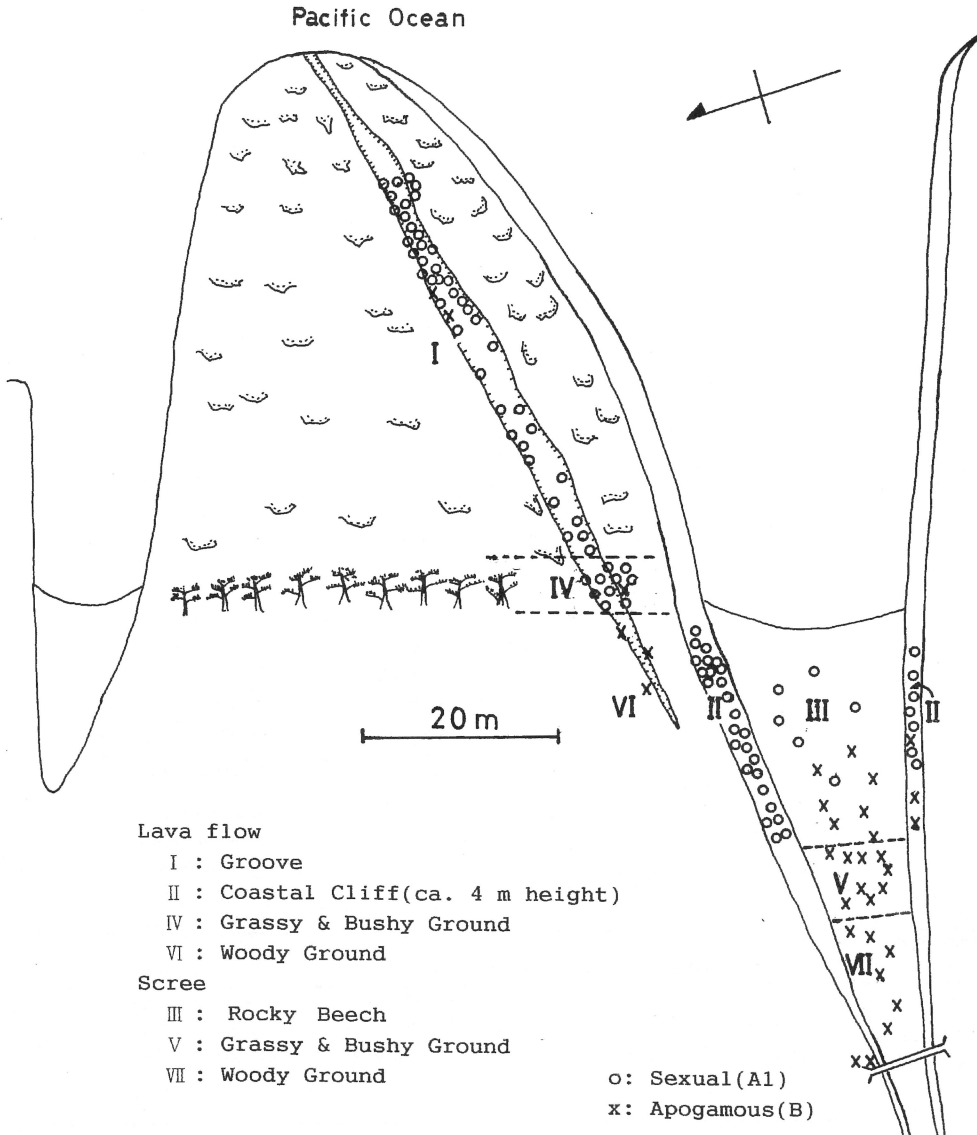 Pacific Ocean
I
IV
VI
II
III
II
20 m
V
VII
Lava flow
I : Groove
II : Coastal Cliff(ca. 4 m height)
IV : Grassy & Bushy Ground
VI : Woody Ground
Scree
III : Rocky Beech
V : Grassy & Bushy Ground
VII : Woody Ground
o: Sexual(A1)
x: Apogamous(B)